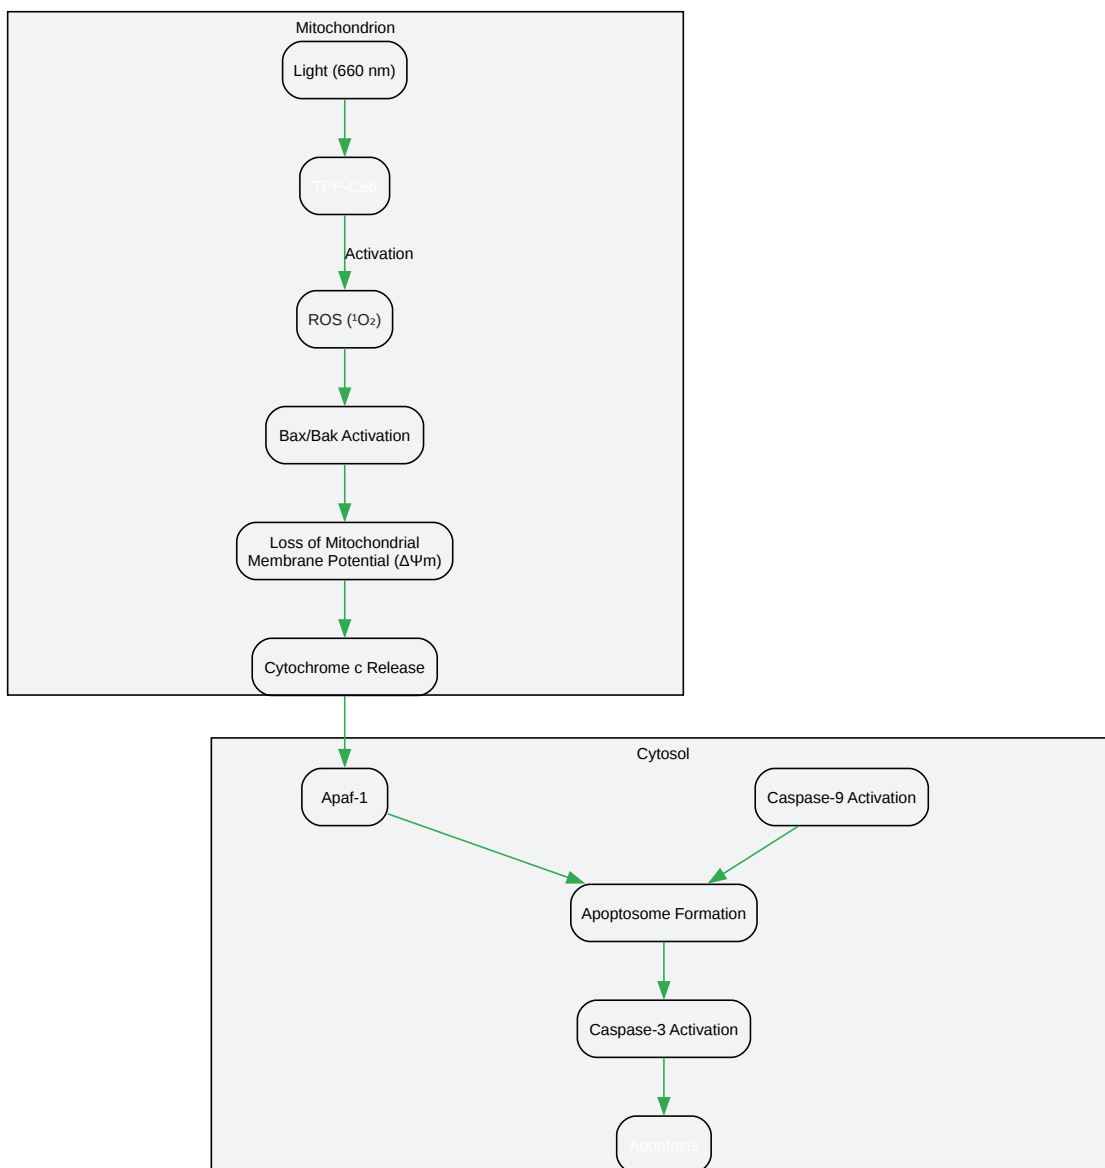 Mitochondrion
Light (660 nm)
TPP-Ce6
Activation
ROS (¹O₂)
Bax/Bak Activation
Loss of Mitochondrial
Membrane Potential (ΔΨm)
Cytochrome c Release
Cytosol
Apaf-1
Caspase-9 Activation
Apoptosome Formation
Caspase-3 Activation
Apoptosis